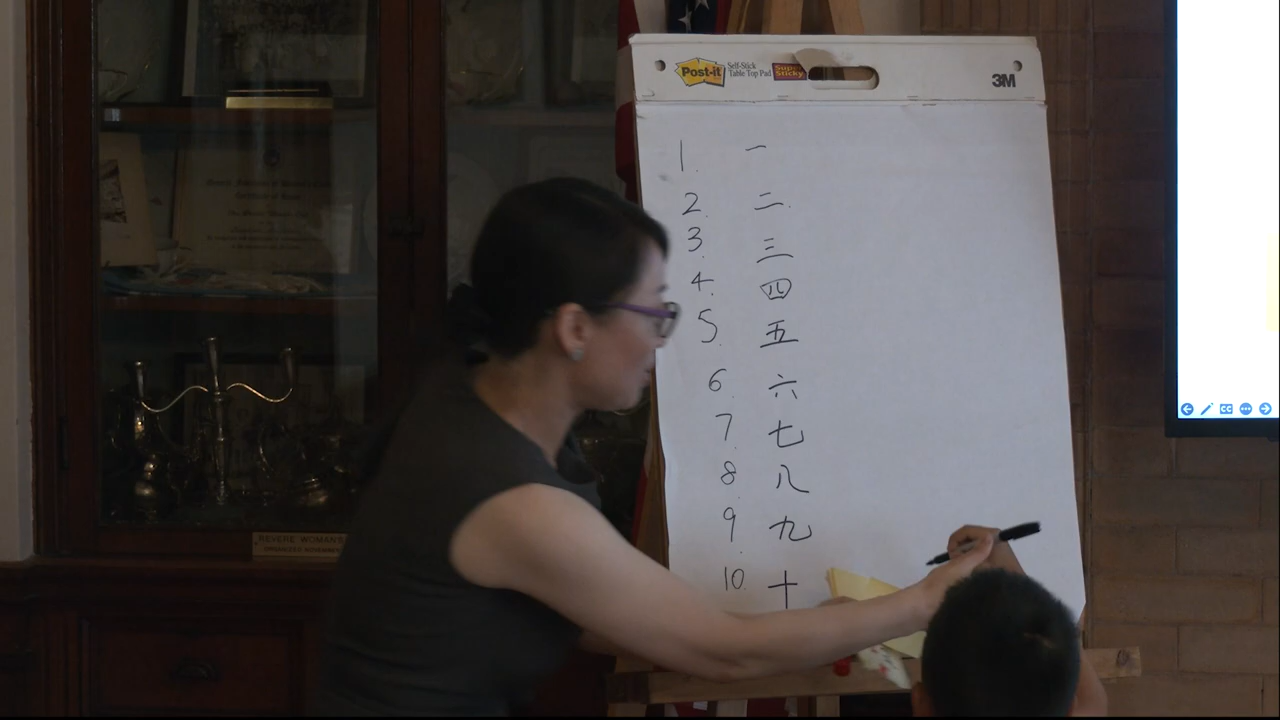 Post-it Self-Stick Table Top Pad Super Sticky 3M
1. 一
2. 二
3. 三
4. 四
5. 五
6. 六
7. 七
8. 八
9. 九
10. 十
REVERE WOMAN'S
CC